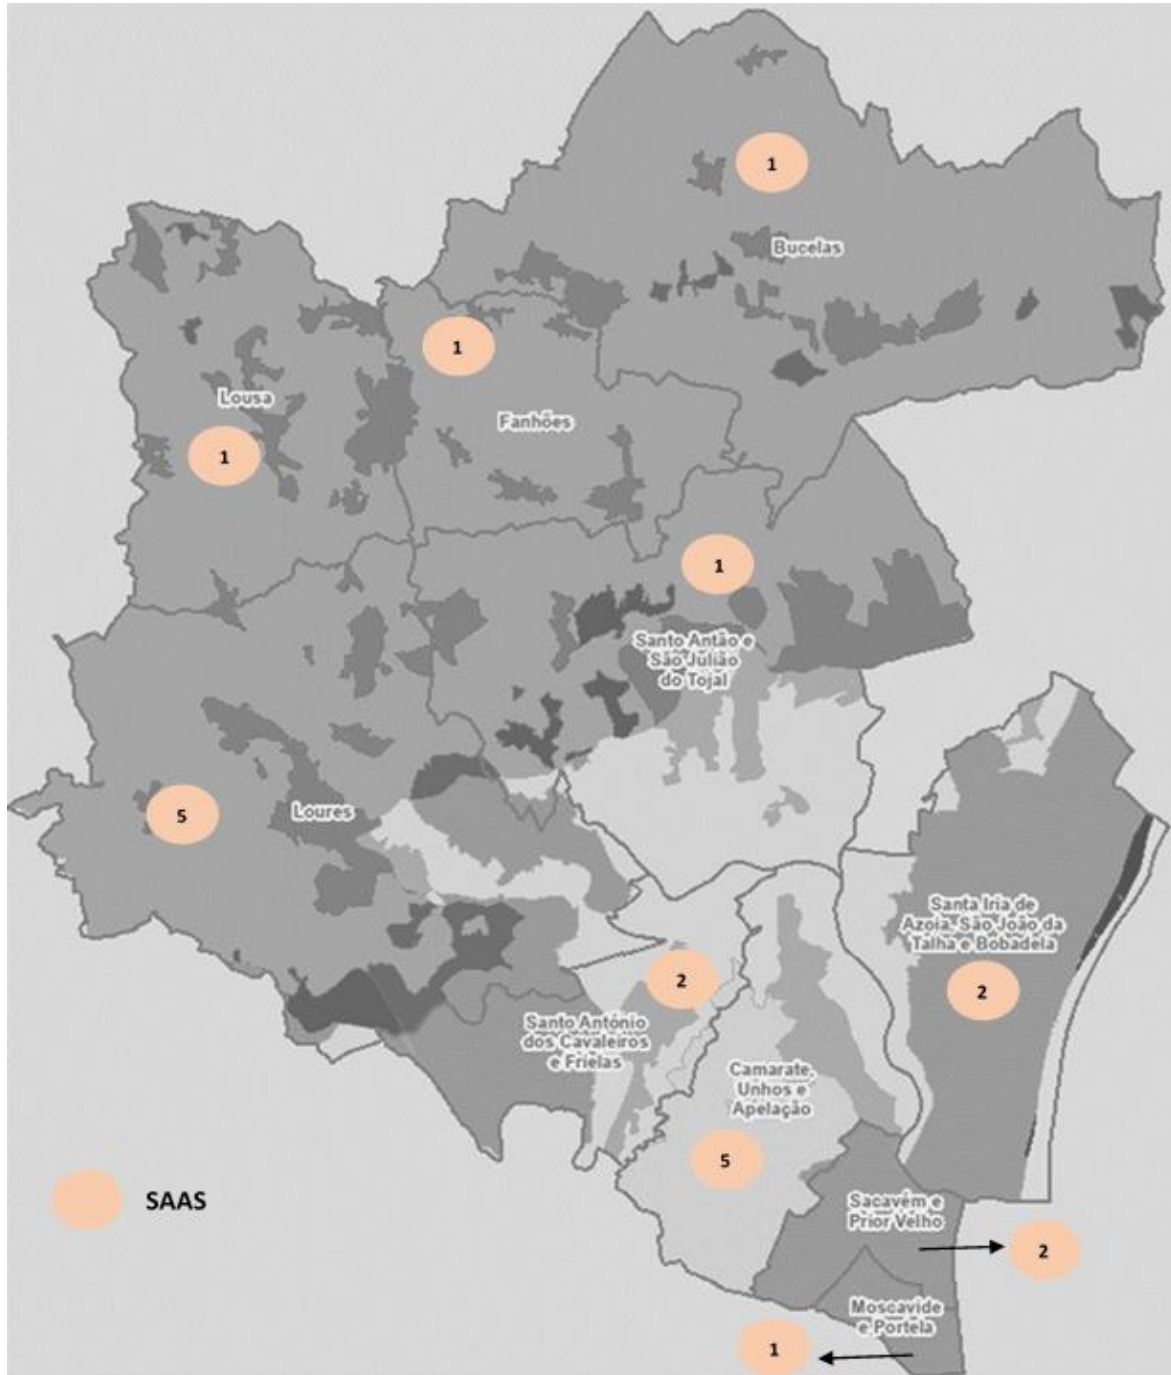 1
Bucelas
1
Lousa
Fanhões
1
1
Santo Antão e
São Julião
do Tojal
5
Loures
Santa Iria de
Azoia, São João da
Talha e Bobadela
2
2
Santo António
dos Cavaleiros
e Frielas
Camarate,
Unhos e
Apelação
5
SAAS
Sacavém e
Prior Velho
2
Moscavide
e Portela
1